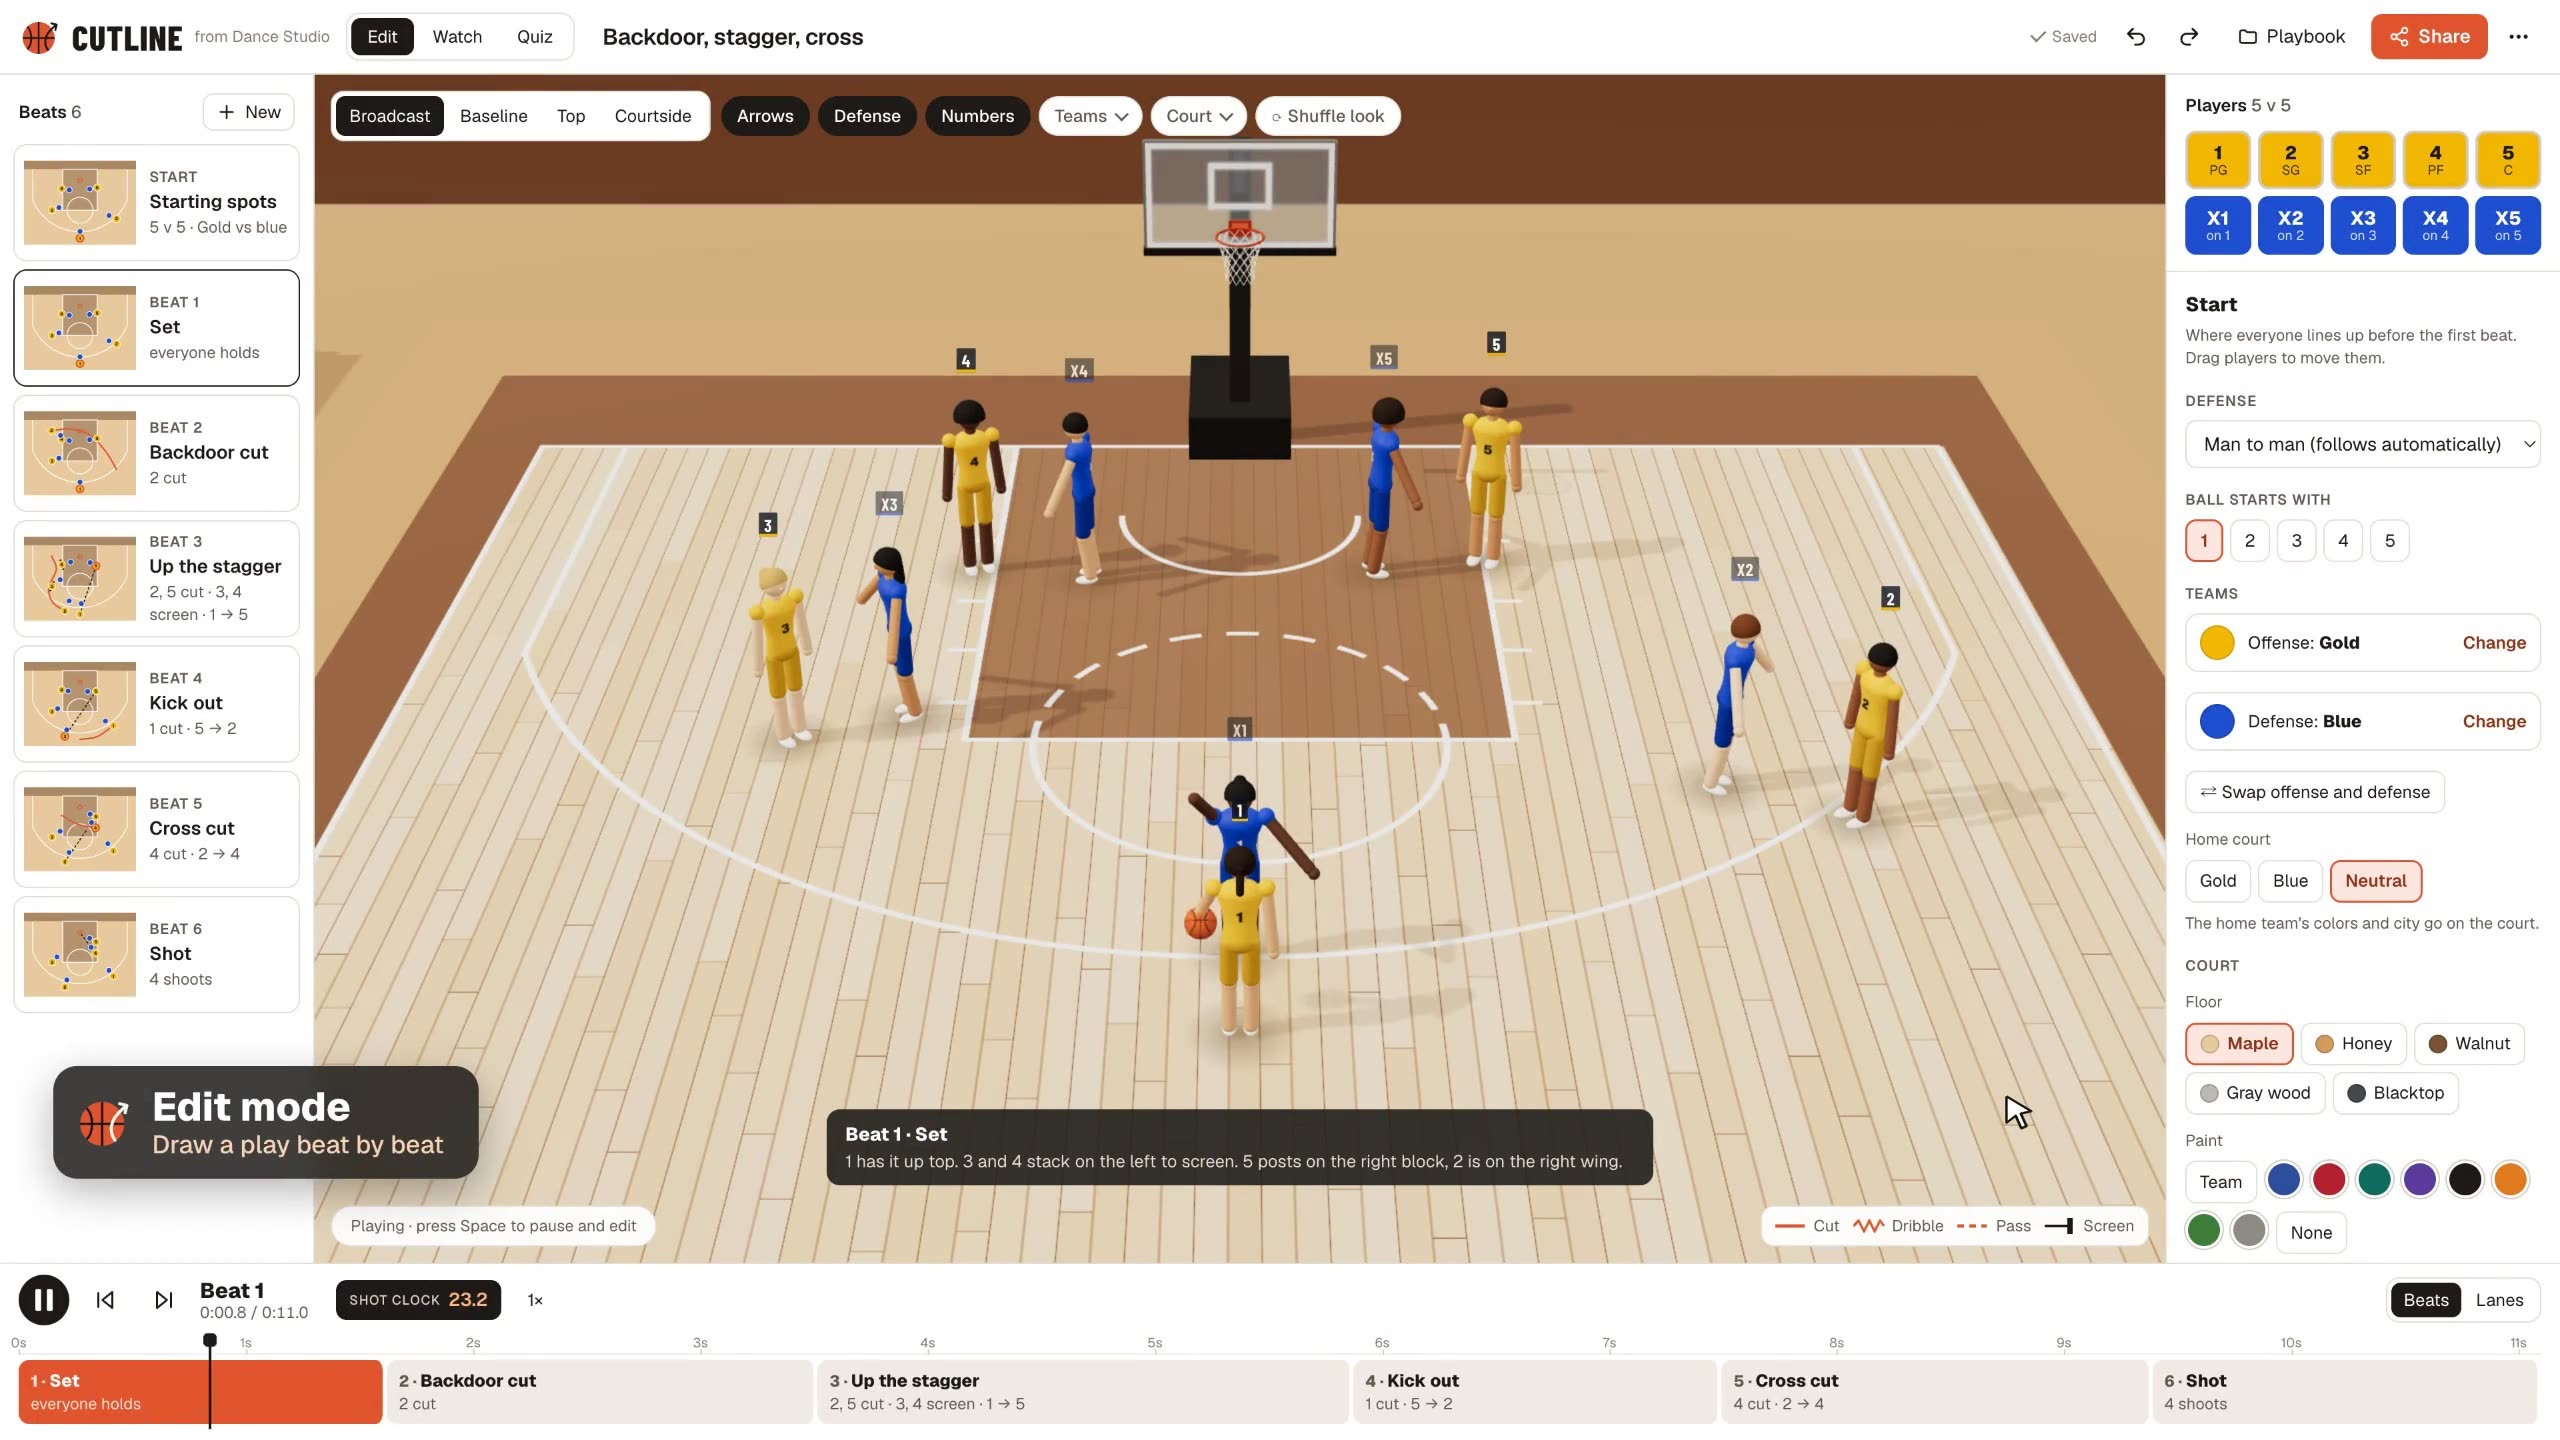 CUTLINE from Dance Studio
Edit Watch Quiz
Backdoor, stagger, cross
Saved
Playbook
Share
Beats 6
New
START
Starting spots
5 v 5 · Gold vs blue
BEAT 1
Set
everyone holds
BEAT 2
Backdoor cut
2 cut
BEAT 3
Up the stagger
2, 5 cut · 3, 4
screen · 1 → 5
BEAT 4
Kick out
1 cut · 5 → 2
BEAT 5
Cross cut
4 cut · 2 → 4
BEAT 6
Shot
4 shoots
Edit mode
Draw a play beat by beat
Broadcast Baseline Top Courtside
Arrows Defense Numbers Teams Court Shuffle look
5
4
X5
X4
4
5
X3
3
X2
2
3
2
X1
1
1
Beat 1 · Set
1 has it up top. 3 and 4 stack on the left to screen. 5 posts on the right block, 2 is on the right wing.
Playing · press Space to pause and edit
Cut Dribble Pass Screen
Players 5 v 5
1 2 3 4 5
PG SG SF PF C
X1 X2 X3 X4 X5
on 1 on 2 on 3 on 4 on 5
Start
Where everyone lines up before the first beat.
Drag players to move them.
DEFENSE
Man to man (follows automatically)
BALL STARTS WITH
1 2 3 4 5
TEAMS
Offense: Gold Change
Defense: Blue Change
Swap offense and defense
Home court
Gold Blue Neutral
The home team's colors and city go on the court.
COURT
Floor
Maple Honey Walnut
Gray wood Blacktop
Paint
Team
None
Beat 1
0:00.8 / 0:11.0
SHOT CLOCK 23.2
1×
Beats Lanes
0s 1s 2s 3s 4s 5s 6s 7s 8s 9s 10s 11s
1 · Set
everyone holds
2 · Backdoor cut
2 cut
3 · Up the stagger
2, 5 cut · 3, 4 screen · 1 → 5
4 · Kick out
1 cut · 5 → 2
5 · Cross cut
4 cut · 2 → 4
6 · Shot
4 shoots